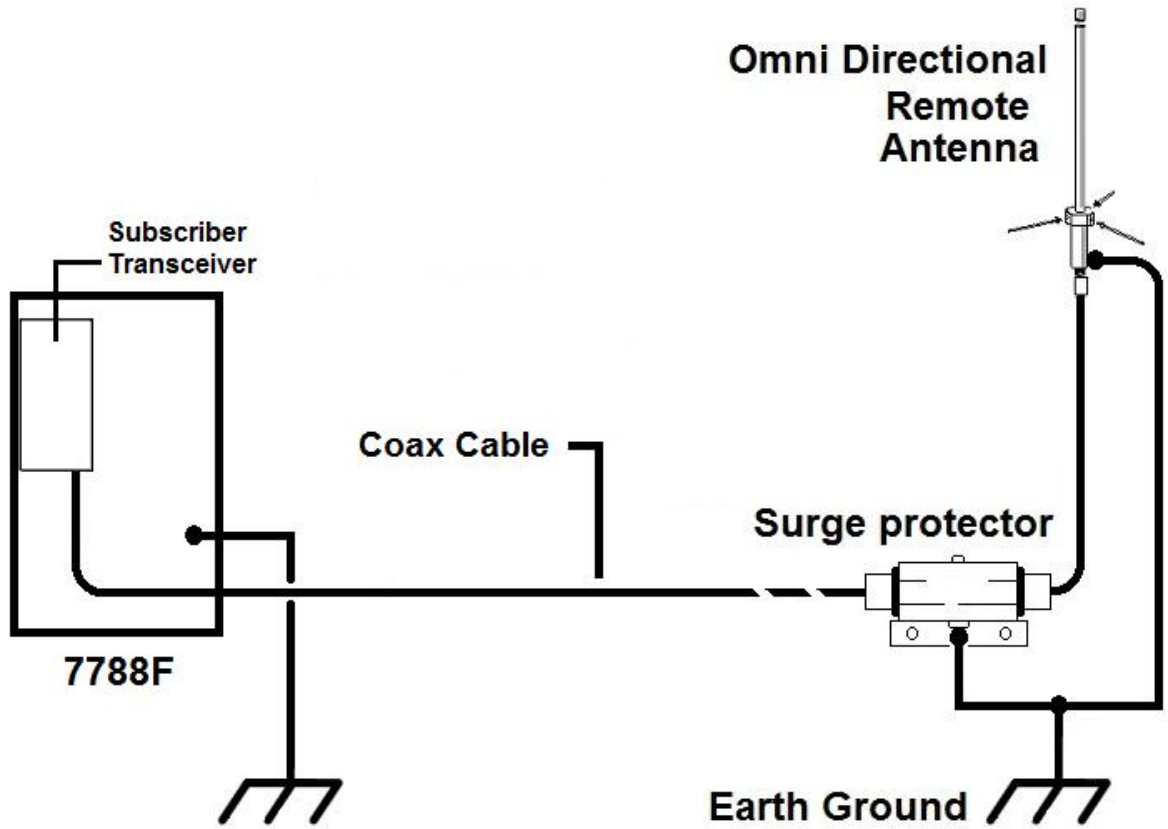 Omni Directional
Remote
Antenna
Subscriber
Transceiver
Coax Cable
Surge protector
7788F
Earth Ground